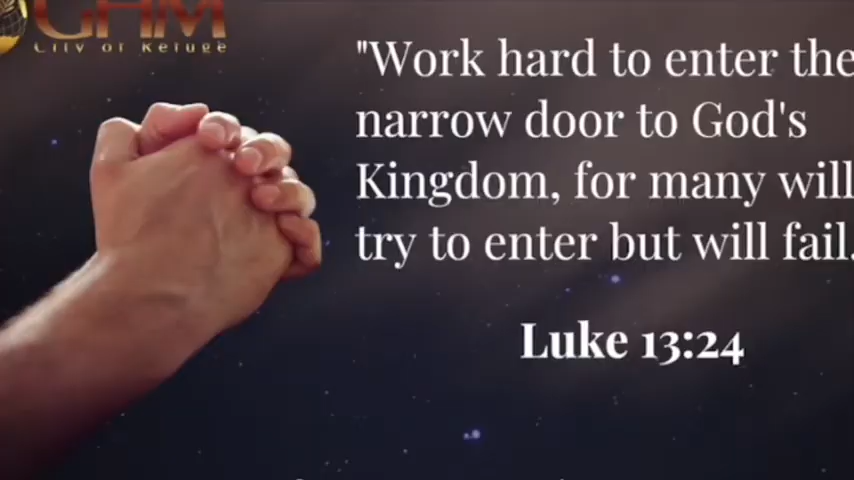 GHM
City of Refuge
"Work hard to enter the
narrow door to God's
Kingdom, for many will
try to enter but will fail.
Luke 13:24